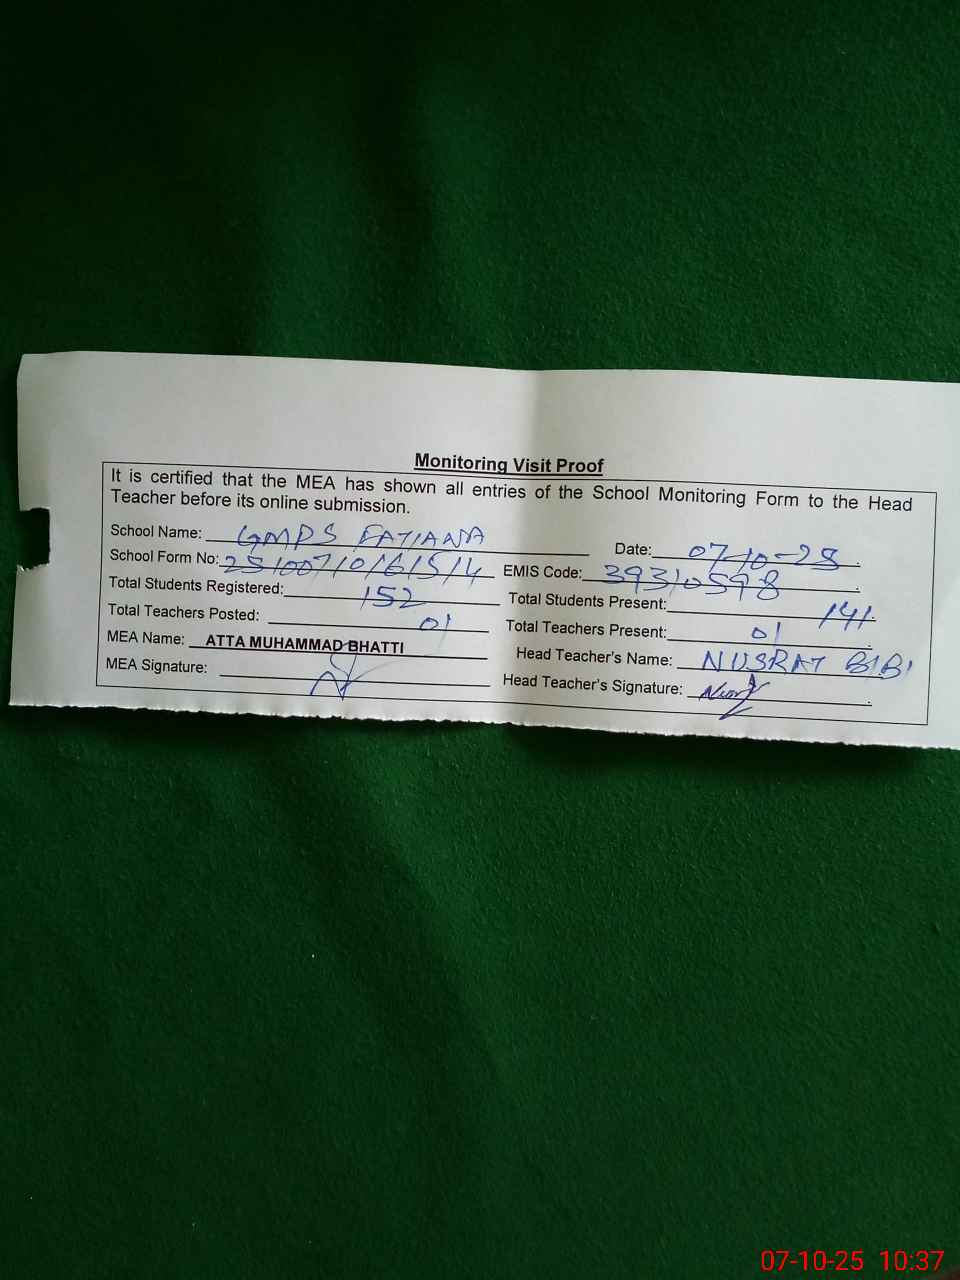 Monitoring Visit Proof
It is certified that the MEA has shown all entries of the School Monitoring Form to the Head
Teacher before its online submission.
School Name: GMPS FATIANA Date: 07-10-25
School Form No: 25100710/615/4 EMIS Code: 39310598
Total Students Registered: 152 Total Students Present: 141
Total Teachers Posted: 01 Total Teachers Present: 01
MEA Name: ATTA MUHAMMAD BHATTI Head Teacher's Name: NUSRAT BIBI
MEA Signature: Head Teacher's Signature:
07-10-25 10:37